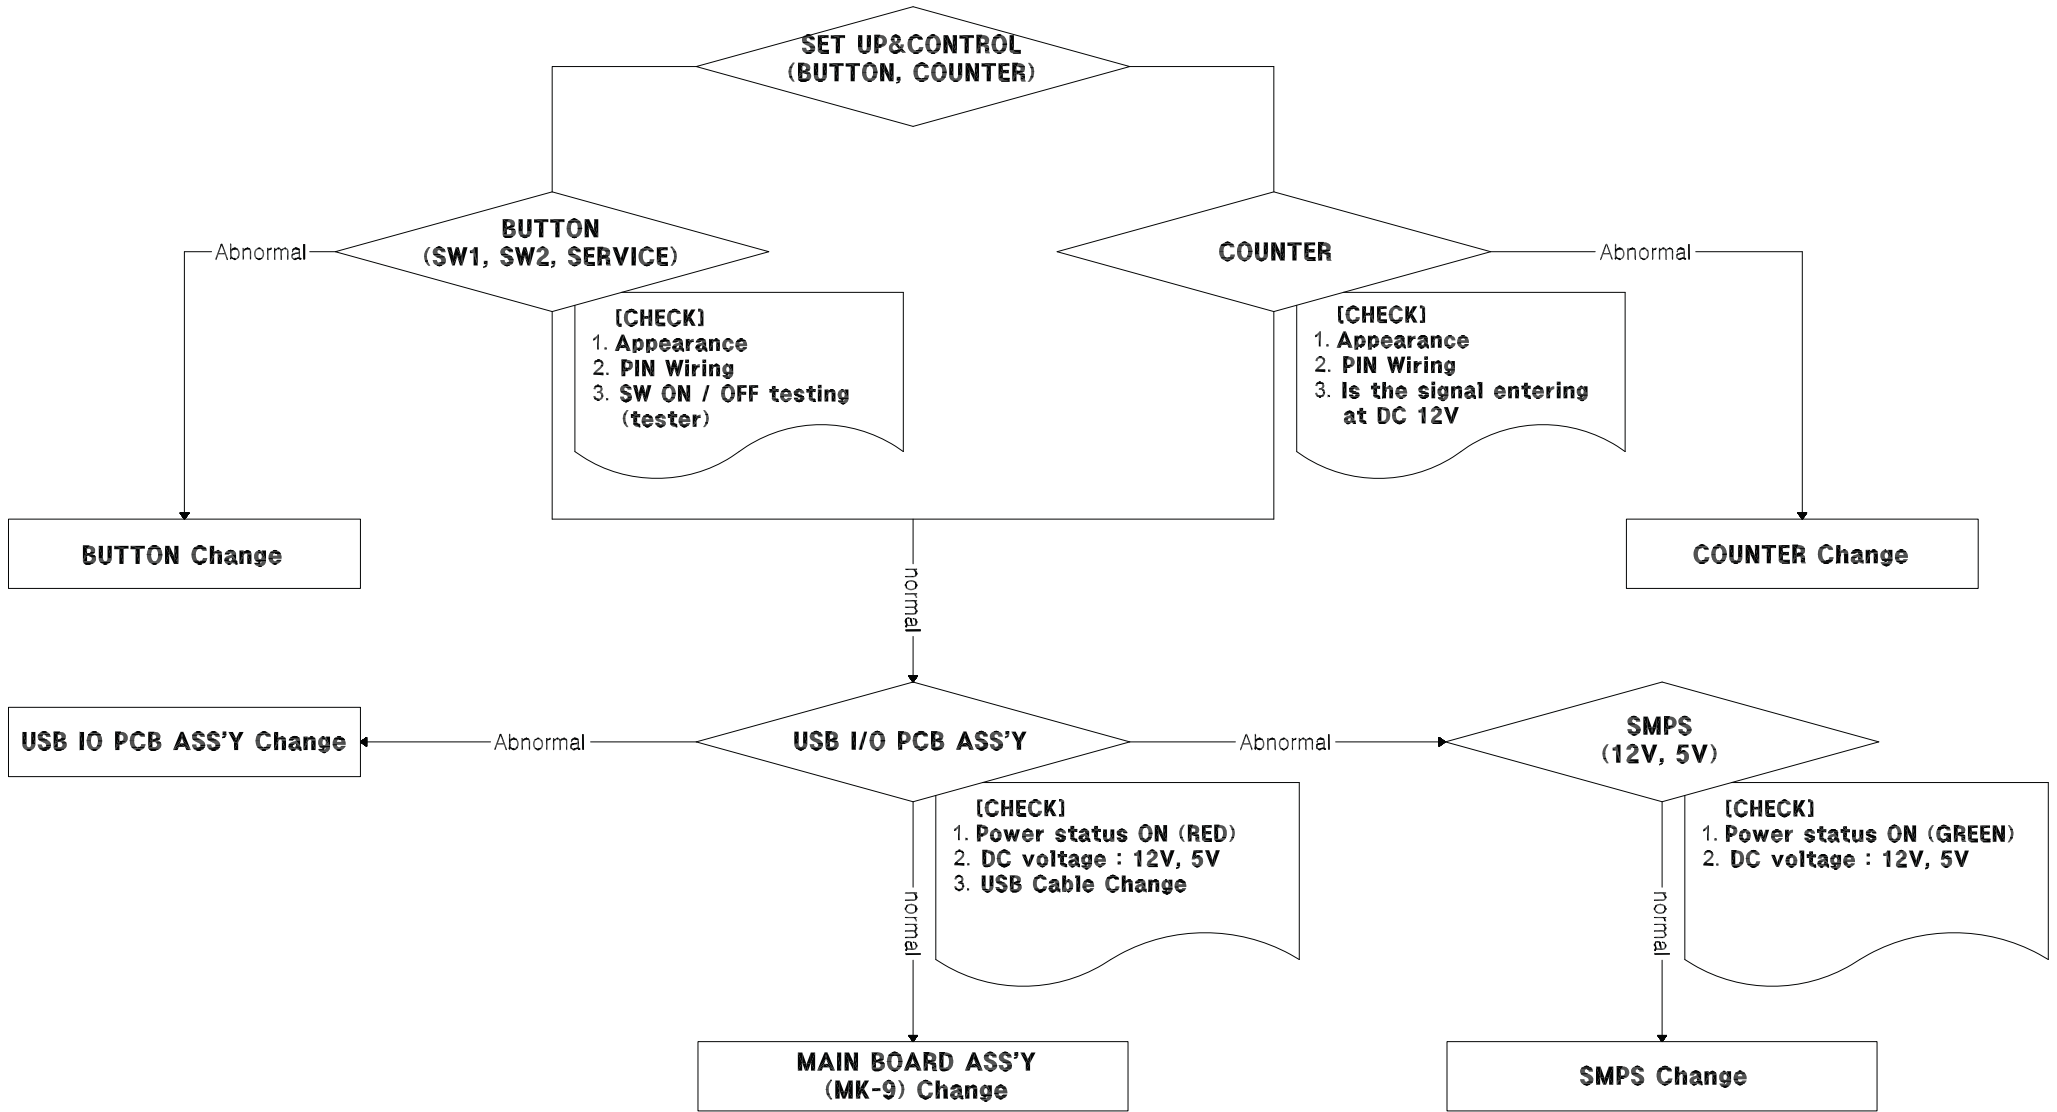 SET UP&CONTROL
(BUTTON, COUNTER)
Abnormal
BUTTON
(SW1, SW2, SERVICE)
COUNTER
Abnormal
[CHECK]
1. Appearance
2. PIN Wiring
3. SW ON / OFF testing
(tester)
[CHECK]
1. Appearance
2. PIN Wiring
3. Is the signal entering
at DC 12V
BUTTON Change
COUNTER Change
normal
USB IO PCB ASS'Y Change
Abnormal
USB I/O PCB ASS'Y
Abnormal
SMPS
(12V, 5V)
[CHECK]
1. Power status ON (RED)
2. DC voltage : 12V, 5V
3. USB Cable Change
[CHECK]
1. Power status ON (GREEN)
2. DC voltage : 12V, 5V
normal
normal
MAIN BOARD ASS'Y
(MK-9) Change
SMPS Change